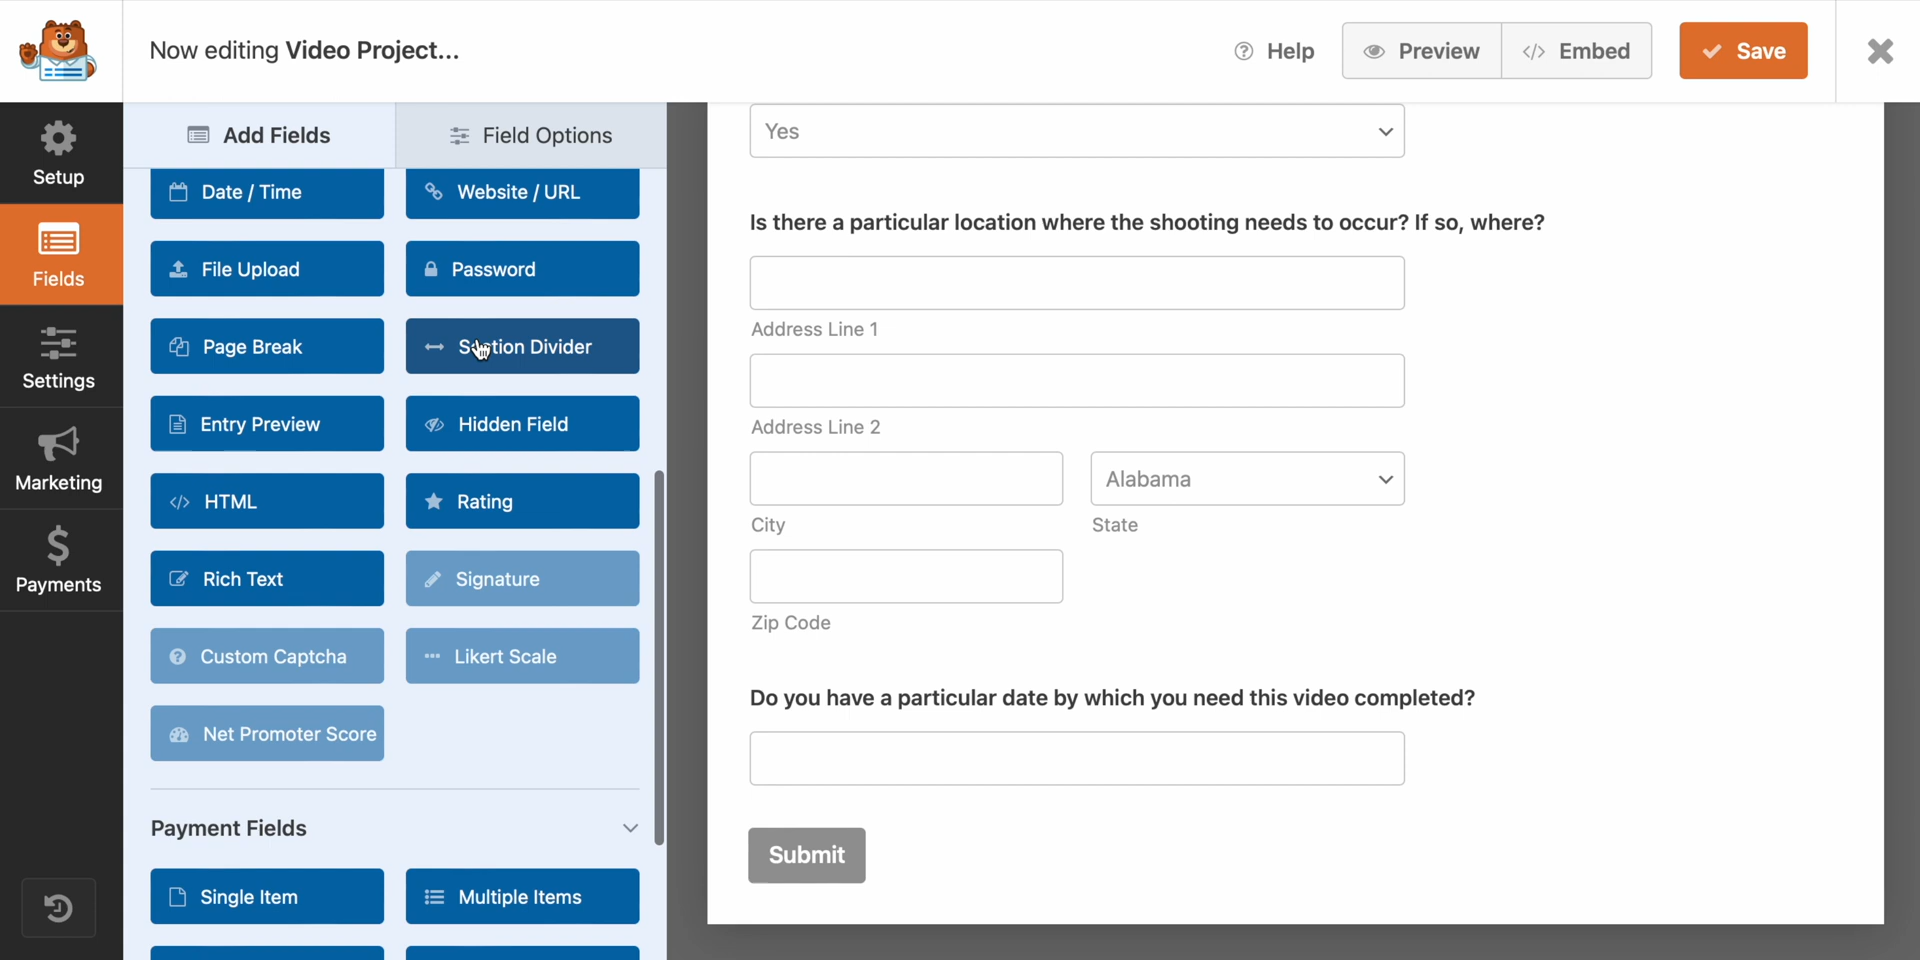 Now editing Video Project...
Help
Preview
Embed
Save
Setup
Fields
Settings
Marketing
Payments
Add Fields
Field Options
Date / Time
Website / URL
File Upload
Password
Page Break
Section Divider
Entry Preview
Hidden Field
HTML
Rating
Rich Text
Signature
Custom Captcha
Likert Scale
Net Promoter Score
Payment Fields
Single Item
Multiple Items
Yes
Is there a particular location where the shooting needs to occur? If so, where?
Address Line 1
Address Line 2
Alabama
City
State
Zip Code
Do you have a particular date by which you need this video completed?
Submit